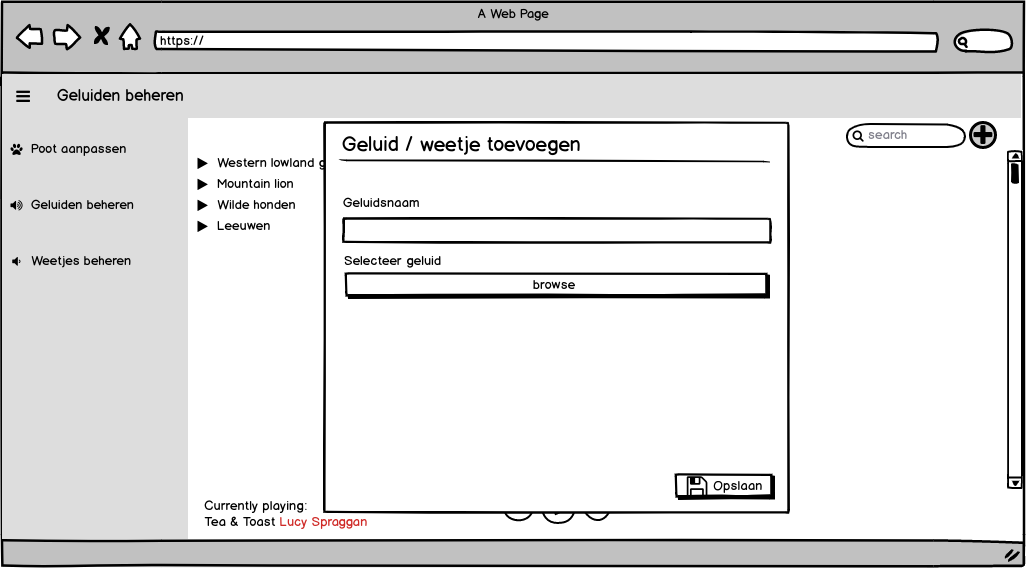 A Web Page
https://
Geluiden beheren
search
Poot aanpassen
Geluiden beheren
Weetjes beheren
Western lowland g
Mountain lion
Wilde honden
Leeuwen
Geluid / weetje toevoegen
Geluidsnaam
Selecteer geluid
browse
Opslaan
Currently playing:
Tea & Toast Lucy Spraggan